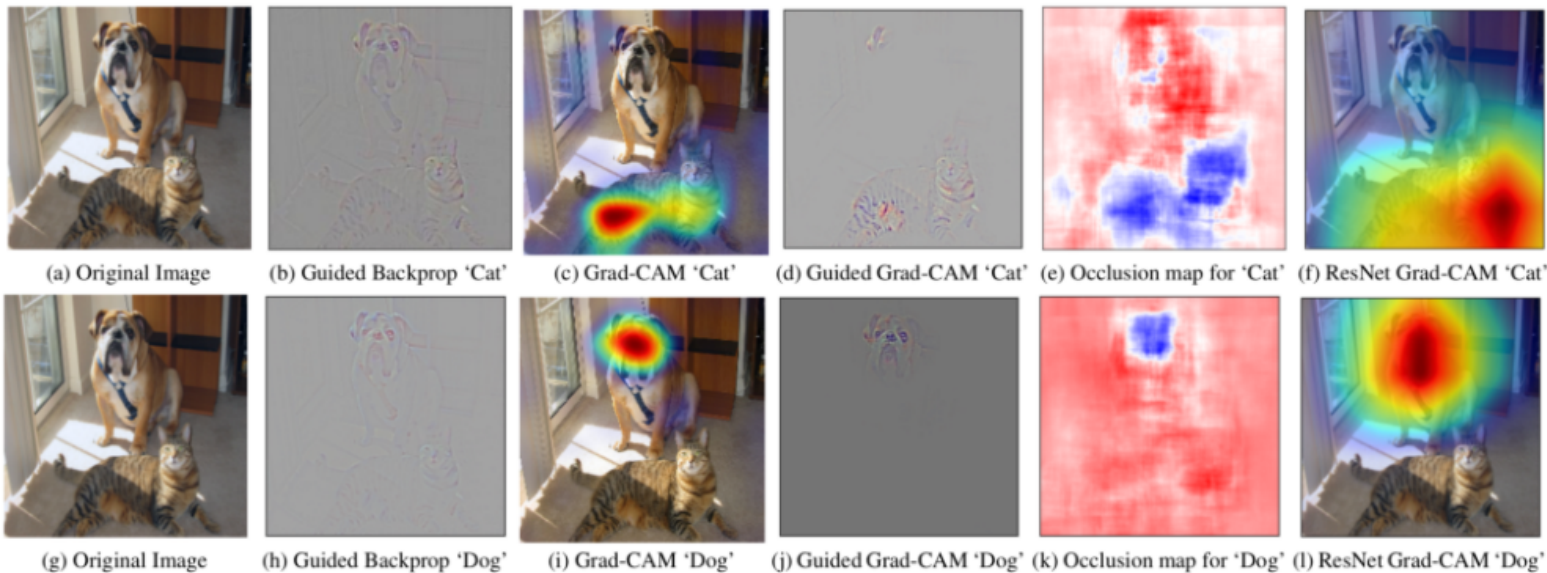 (a) Original Image (b) Guided Backprop ‘Cat’ (c) Grad-CAM ‘Cat’ (d) Guided Grad-CAM ‘Cat’ (e) Occlusion map for ‘Cat’ (f) ResNet Grad-CAM ‘Cat’
(g) Original Image (h) Guided Backprop ‘Dog’ (i) Grad-CAM ‘Dog’ (j) Guided Grad-CAM ‘Dog’ (k) Occlusion map for ‘Dog’ (l) ResNet Grad-CAM ‘Dog’